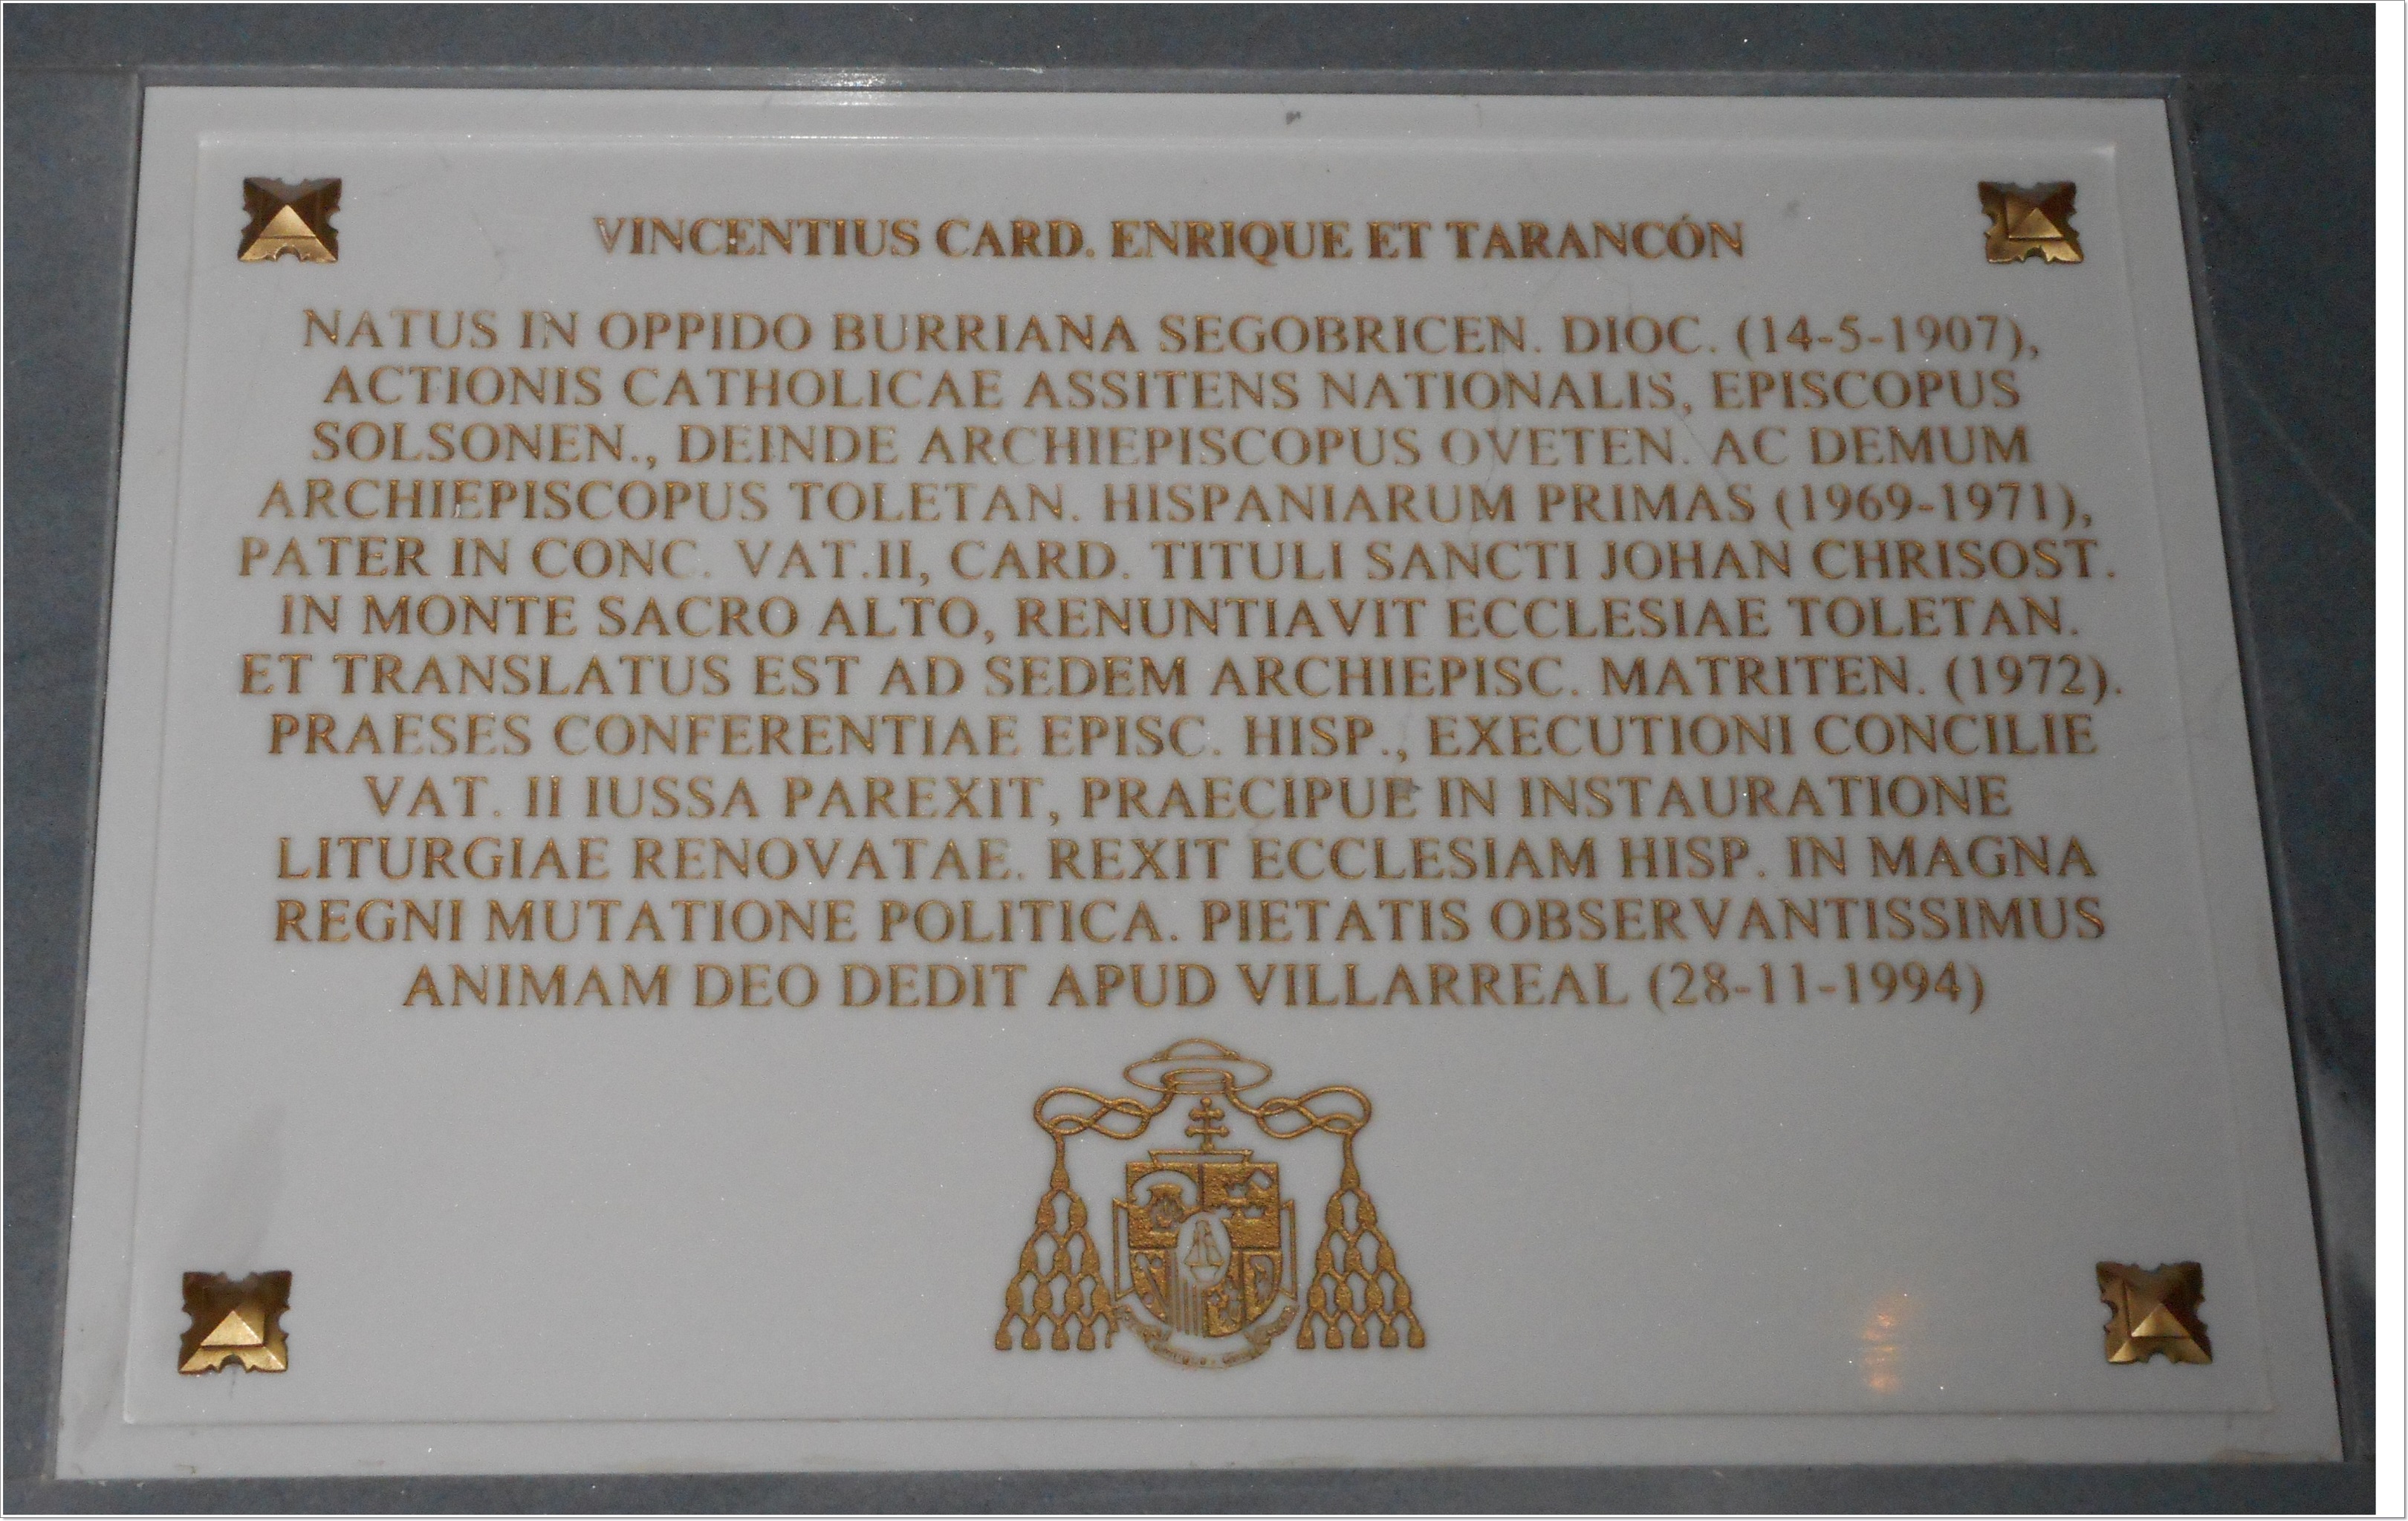 VINCENTIUS CARD. ENRIQUE ET TARANCÓN
NATUS IN OPPIDO BURRIANA SEGOBRICEN. DIOC. (14-5-1907),
ACTIONIS CATHOLICAE ASSITENS NATIONALIS, EPISCOPUS
SOLSONEN., DEINDE ARCHIEPISCOPUS OVETEN. AC DEMUM
ARCHIEPISCOPUS TOLETAN. HISPANIARUM PRIMAS (1969-1971),
PATER IN CONC. VAT.II, CARD. TITULI SANCTI JOHAN CHRISOST.
IN MONTE SACRO ALTO, RENUNTIAVIT ECCLESIAE TOLETAN.
ET TRANSLATUS EST AD SEDEM ARCHIEPISC. MATRITEN. (1972).
PRAESES CONFERENTIAE EPISC. HISP., EXECUTIONI CONCILIE
VAT. II IUSSA PAREXIT, PRAECIPUE IN INSTAURATIONE
LITURGIAE RENOVATAE. REXIT ECCLESIAM HISP. IN MAGNA
REGNI MUTATIONE POLITICA. PIETATIS OBSERVANTISSIMUS
ANIMAM DEO DEDIT APUD VILLARREAL (28-11-1994)